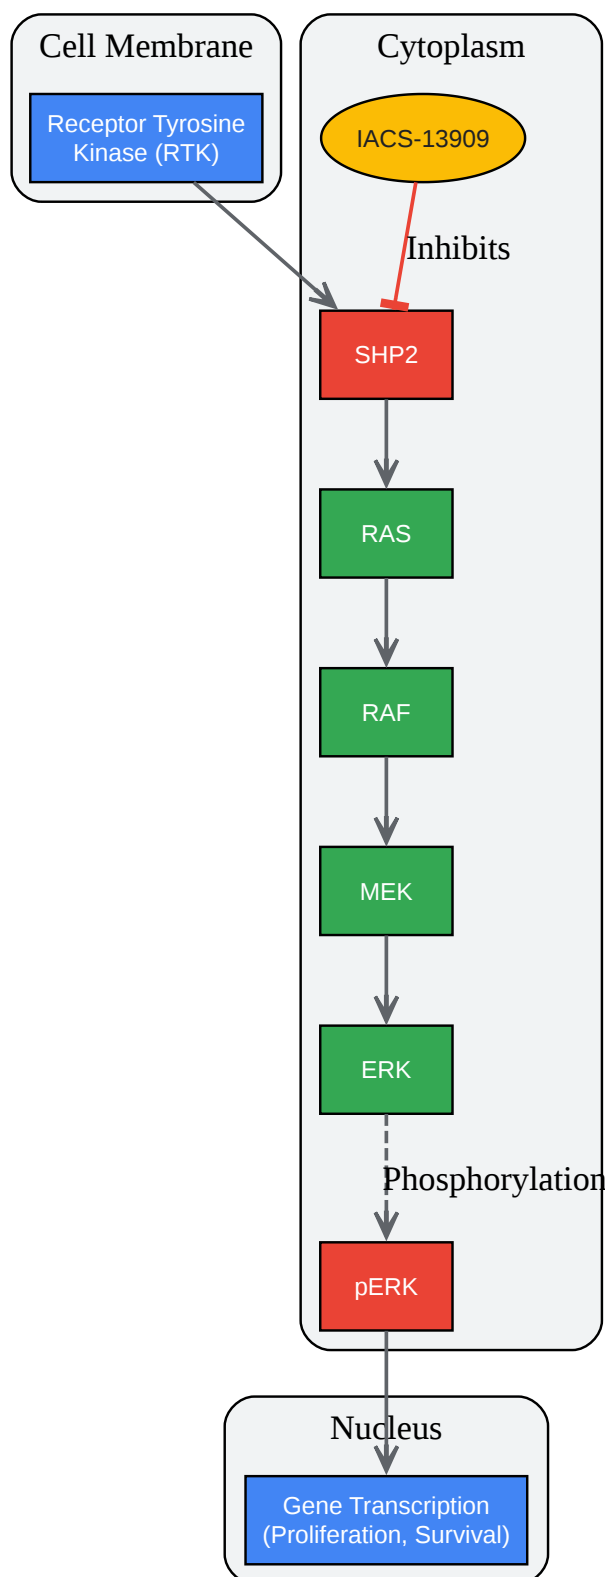 Cell Membrane
Receptor Tyrosine
Kinase (RTK)
Cytoplasm
IACS-13909
Inhibits
SHP2
RAS
RAF
MEK
ERK
Phosphorylation
pERK
Nucleus
Gene Transcription
(Proliferation, Survival)